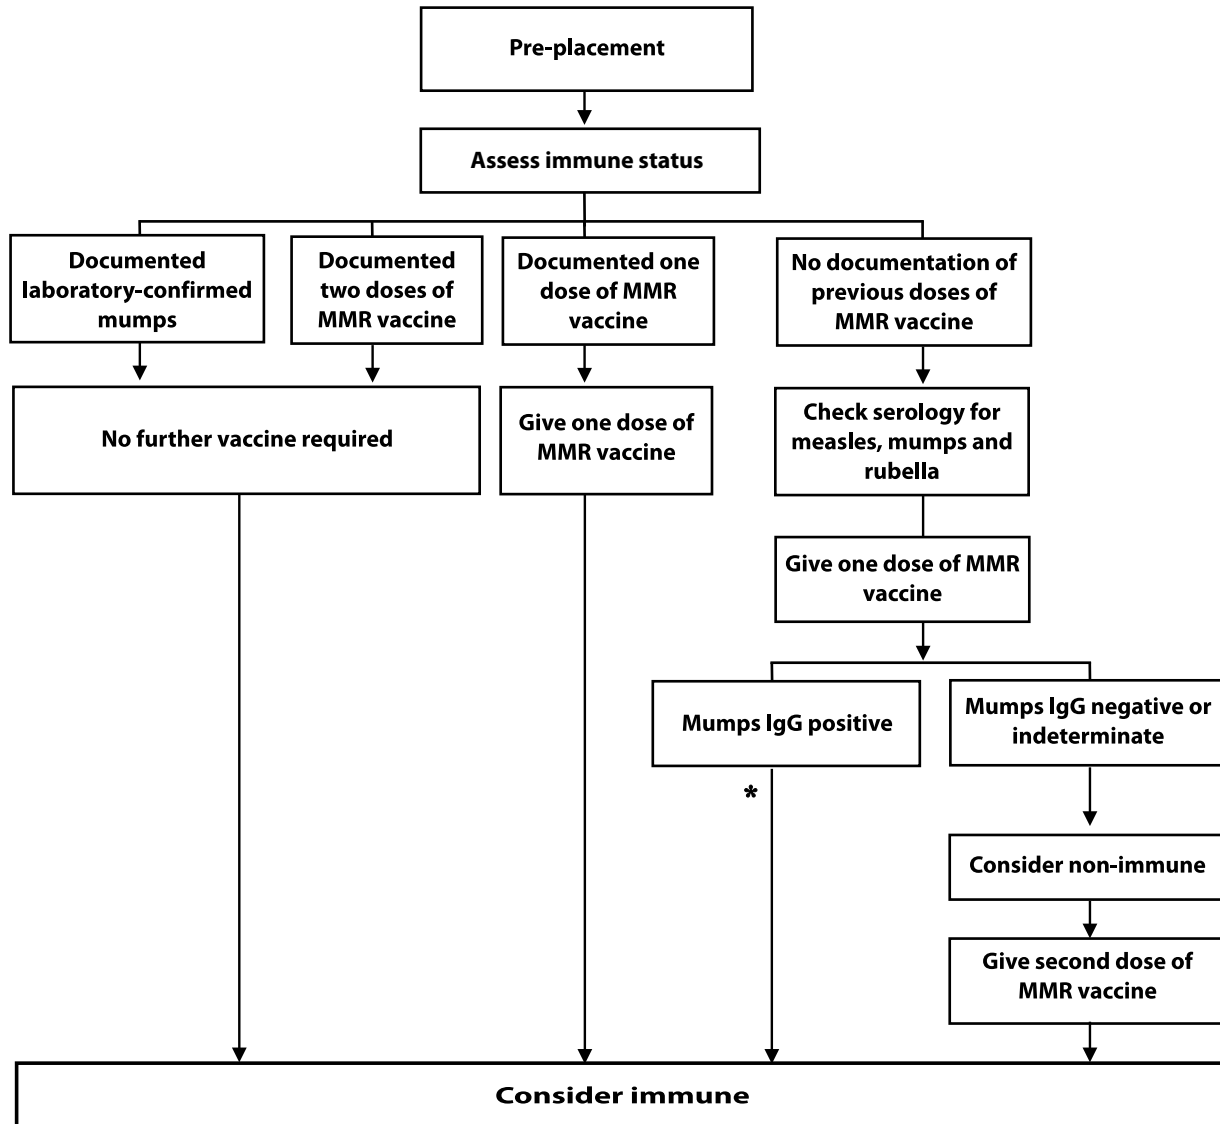 Pre-placement
Assess immune status
Documented
laboratory-confirmed
mumps
Documented
two doses of
MMR vaccine
Documented one
dose of MMR
vaccine
No documentation of
previous doses of
MMR vaccine
No further vaccine required
Give one dose of
MMR vaccine
Check serology for
measles, mumps and
rubella
Give one dose of MMR
vaccine
Mumps IgG positive
Mumps IgG negative or
indeterminate
*
Consider non-immune
Give second dose of
MMR vaccine
Consider immune